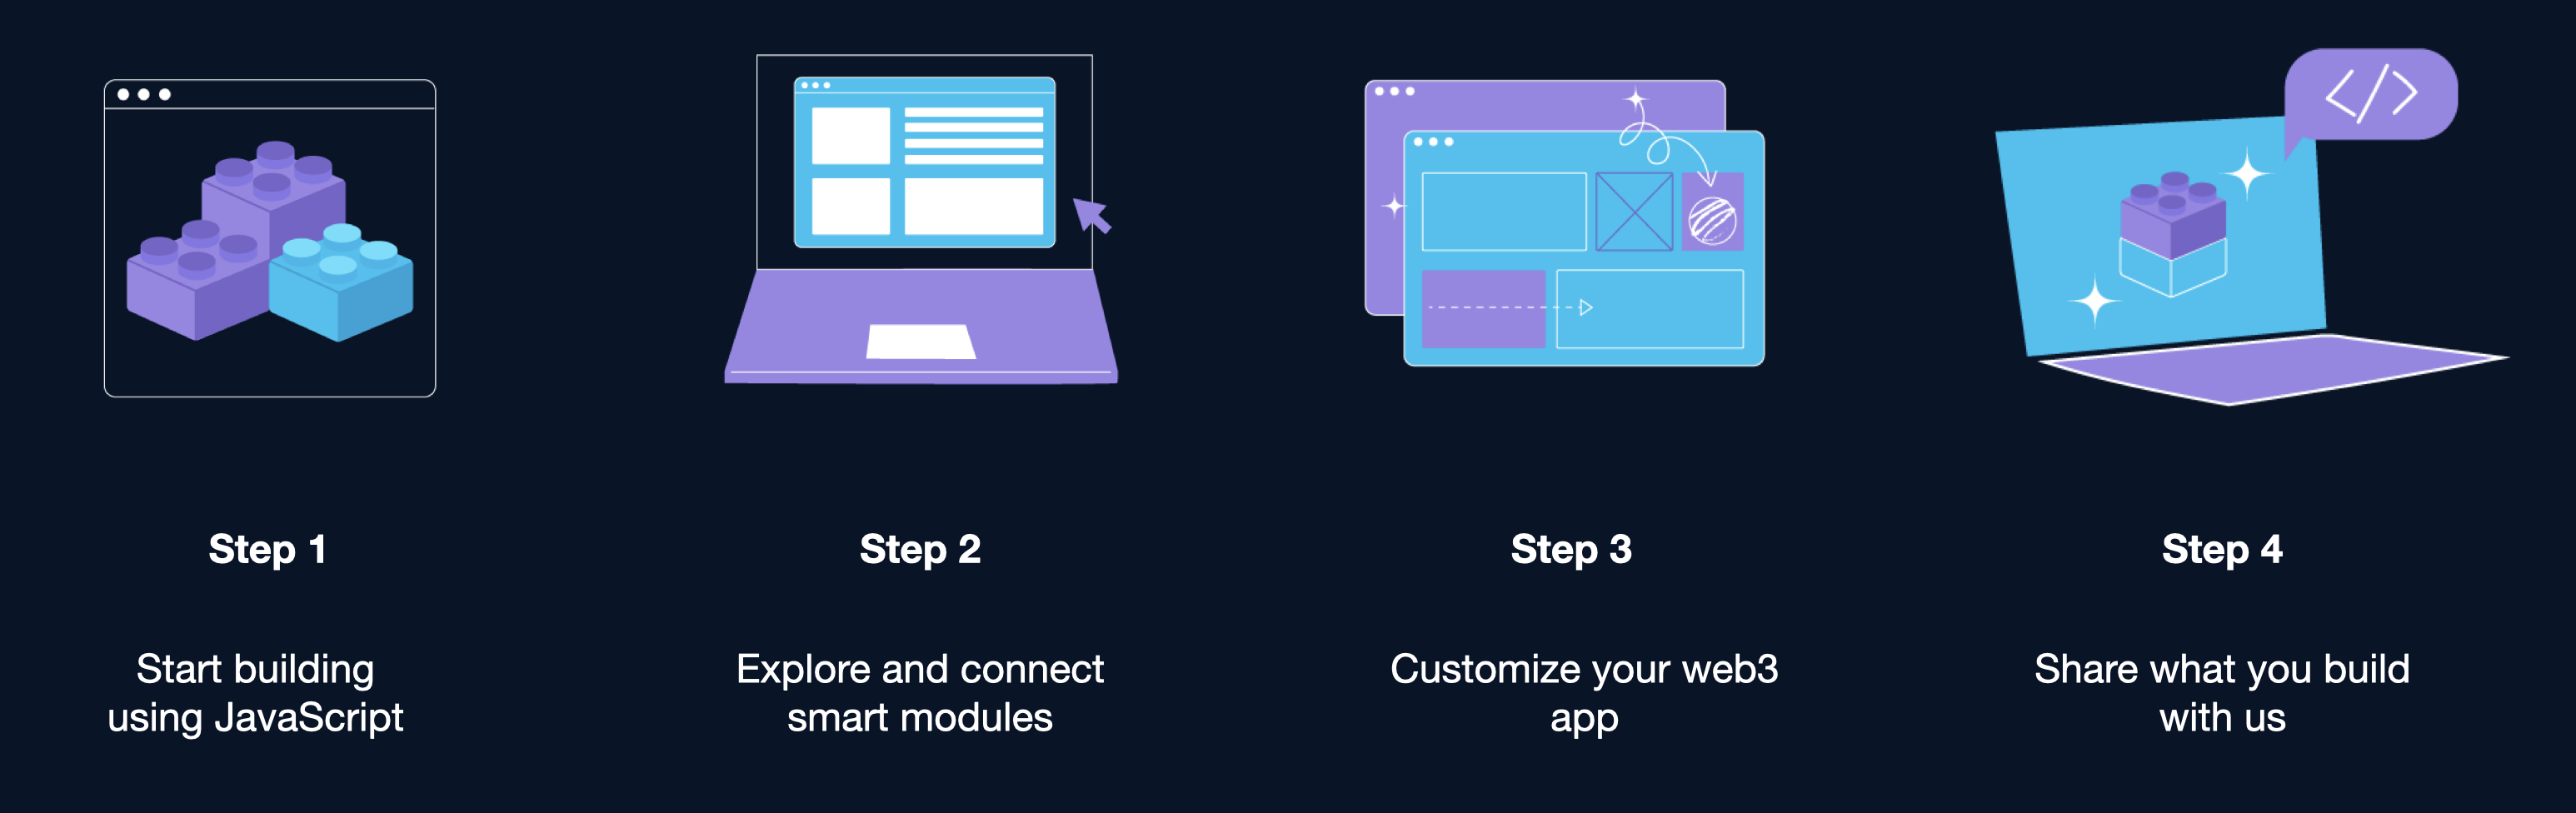 </>
Step 1
Start building
using JavaScript
Step 2
Explore and connect
smart modules
Step 3
Customize your web3
app
Step 4
Share what you build
with us